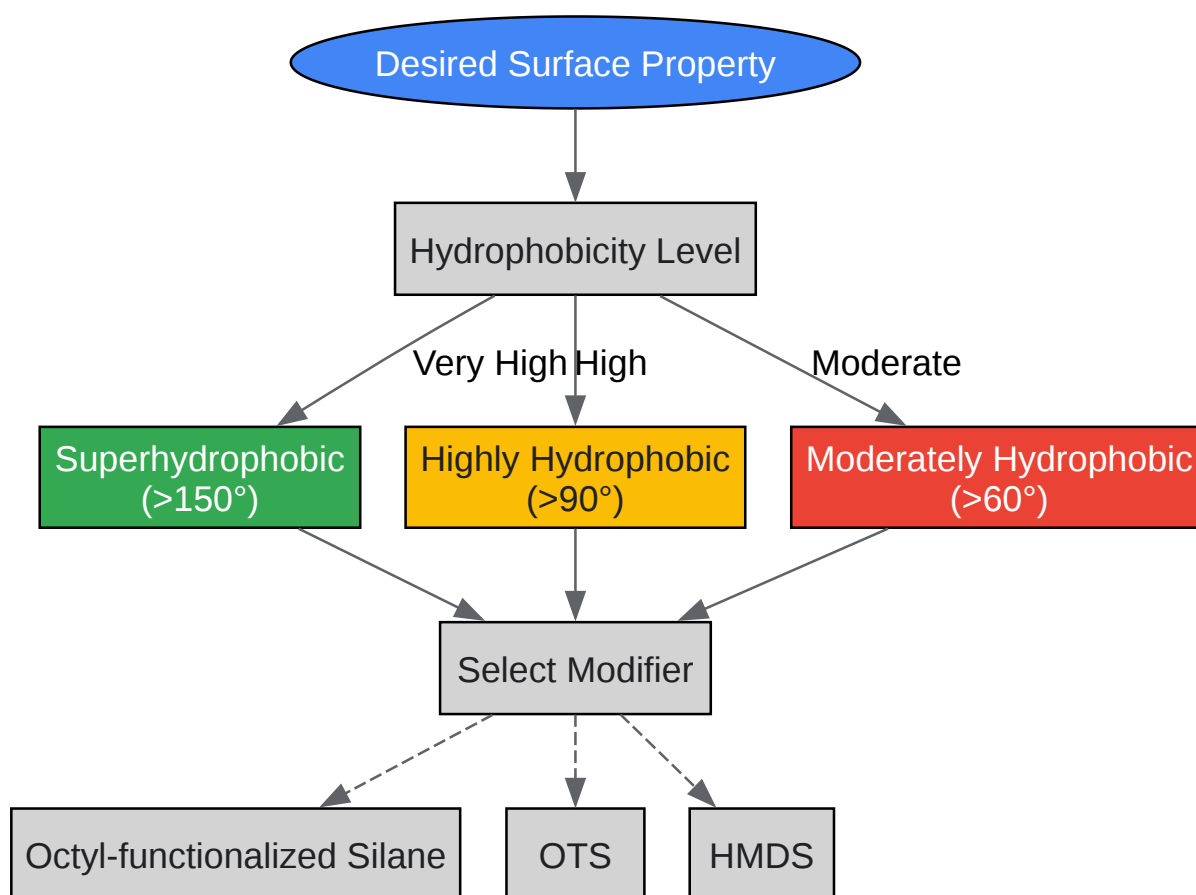 Desired Surface Property
Hydrophobicity Level
Very High
High
Moderate
Superhydrophobic
(>150°)
Highly Hydrophobic
(>90°)
Moderately Hydrophobic
(>60°)
Select Modifier
Octyl-functionalized Silane
OTS
HMDS